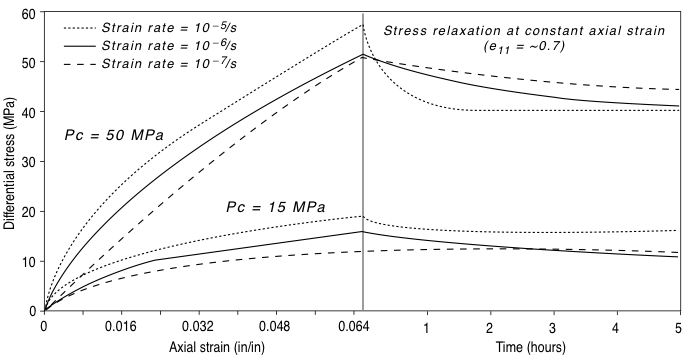 60
50
40
30
20
10
0
Differential stress (MPa)
Strain rate = 10⁻⁵/s
Strain rate = 10⁻⁶/s
Strain rate = 10⁻⁷/s
Stress relaxation at constant axial strain
(e₁₁ = ~0.7)
Pc = 50 MPa
Pc = 15 MPa
0 0.016 0.032 0.048 0.064 1 2 3 4 5
Axial strain (in/in) Time (hours)